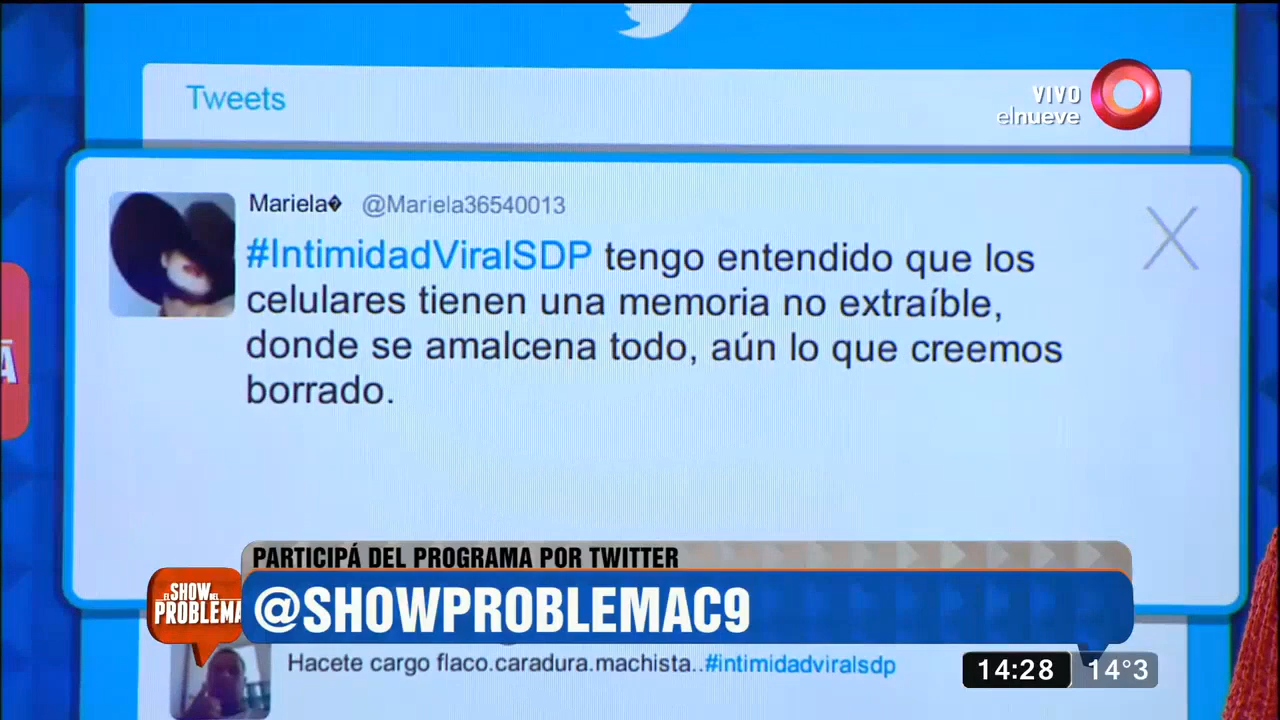 Tweets
VIVO
elnueve
Mariela� @Mariela36540013
#IntimidadViralSDP tengo entendido que los
celulares tienen una memoria no extraíble,
donde se amalcena todo, aún lo que creemos
borrado.
PARTICIPÁ DEL PROGRAMA POR TWITTER
EL SHOW DEL
PROBLEMA
@SHOWPROBLEMAC9
Hacete cargo flaco.caradura.machista..#intimidadviralsdp
14:28 14°3
A